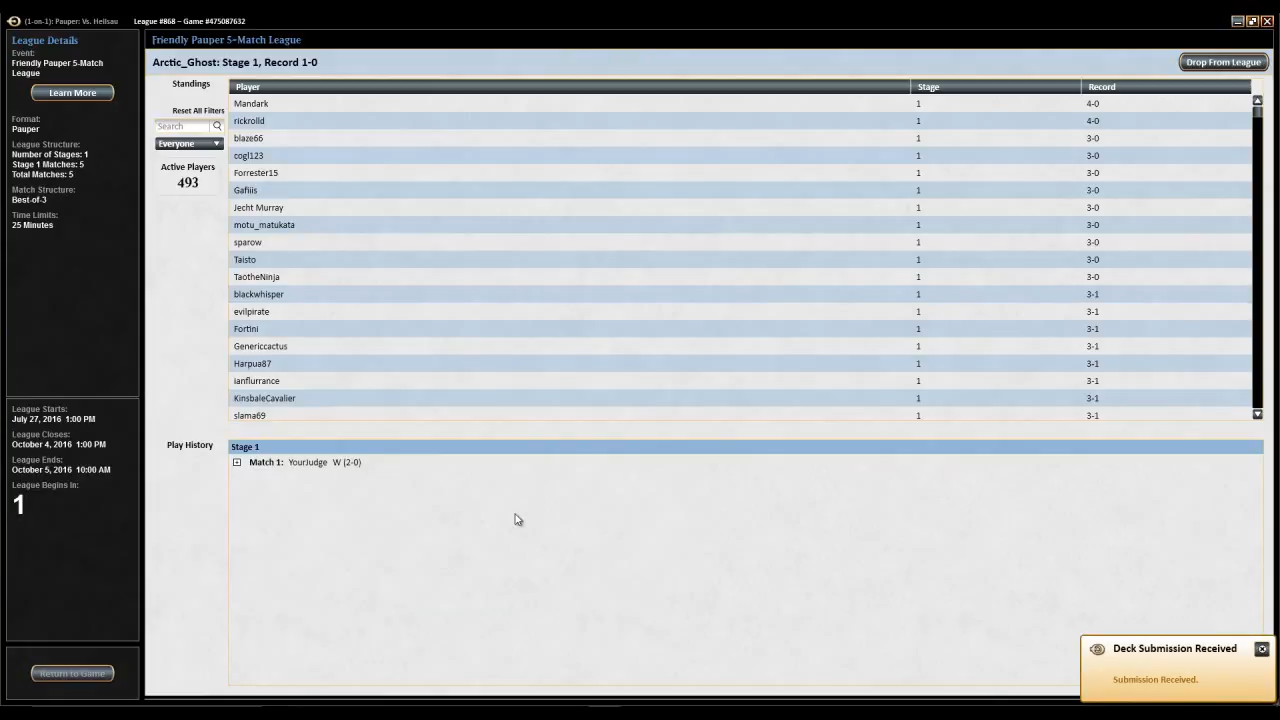 (1-on-1): Pauper: Vs. Hellsau League #868 – Game #475087632
League Details
Event:
Friendly Pauper 5-Match
League
Learn More
Format:
Pauper
League Structure:
Number of Stages: 1
Stage 1 Matches: 5
Total Matches: 5
Match Structure:
Best-of-3
Time Limits:
25 Minutes
League Starts:
July 27, 2016 1:00 PM
League Closes:
October 4, 2016 1:00 PM
League Ends:
October 5, 2016 10:00 AM
League Begins In:
1
Return to Game
Friendly Pauper 5-Match League
Arctic_Ghost: Stage 1, Record 1-0
Drop From League
Standings
Reset All Filters
Search
Everyone
Active Players
493
Player Stage Record
Mandark 1 4-0
rickrolld 1 4-0
blaze66 1 3-0
cogl123 1 3-0
Forrester15 1 3-0
Gafiiis 1 3-0
Jecht Murray 1 3-0
motu_matukata 1 3-0
sparow 1 3-0
Taisto 1 3-0
TaotheNinja 1 3-0
blackwhisper 1 3-1
evilpirate 1 3-1
Fortini 1 3-1
Genericcactus 1 3-1
Harpua87 1 3-1
ianflurrance 1 3-1
KinsbaleCavalier 1 3-1
slama69 1 3-1
Play History
Stage 1
Match 1: YourJudge W (2-0)
Deck Submission Received
Submission Received.